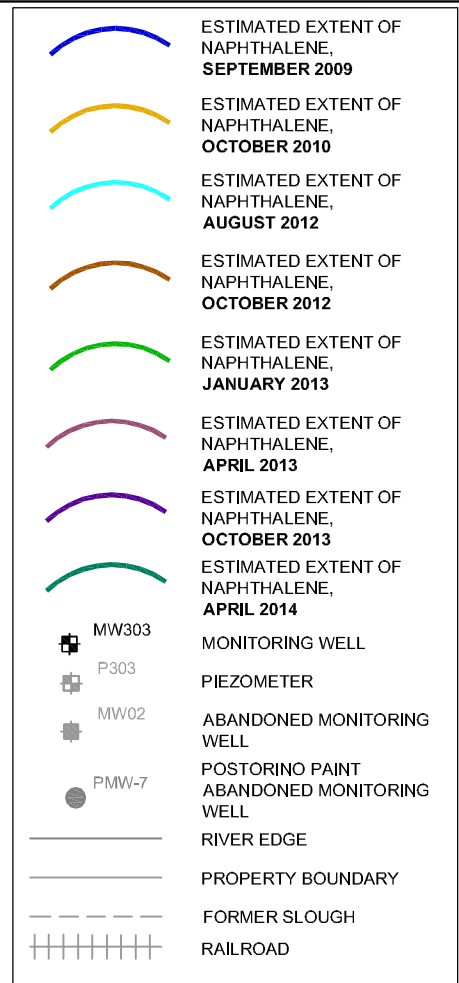 ESTIMATED EXTENT OF
NAPHTHALENE,
SEPTEMBER 2009
ESTIMATED EXTENT OF
NAPHTHALENE,
OCTOBER 2010
ESTIMATED EXTENT OF
NAPHTHALENE,
AUGUST 2012
ESTIMATED EXTENT OF
NAPHTHALENE,
OCTOBER 2012
ESTIMATED EXTENT OF
NAPHTHALENE,
JANUARY 2013
ESTIMATED EXTENT OF
NAPHTHALENE,
APRIL 2013
ESTIMATED EXTENT OF
NAPHTHALENE,
OCTOBER 2013
ESTIMATED EXTENT OF
NAPHTHALENE,
APRIL 2014
MW303
MONITORING WELL
P303
PIEZOMETER
MW02
ABANDONED MONITORING
WELL
PMW-7
POSTORINO PAINT
ABANDONED MONITORING
WELL
RIVER EDGE
PROPERTY BOUNDARY
FORMER SLOUGH
RAILROAD